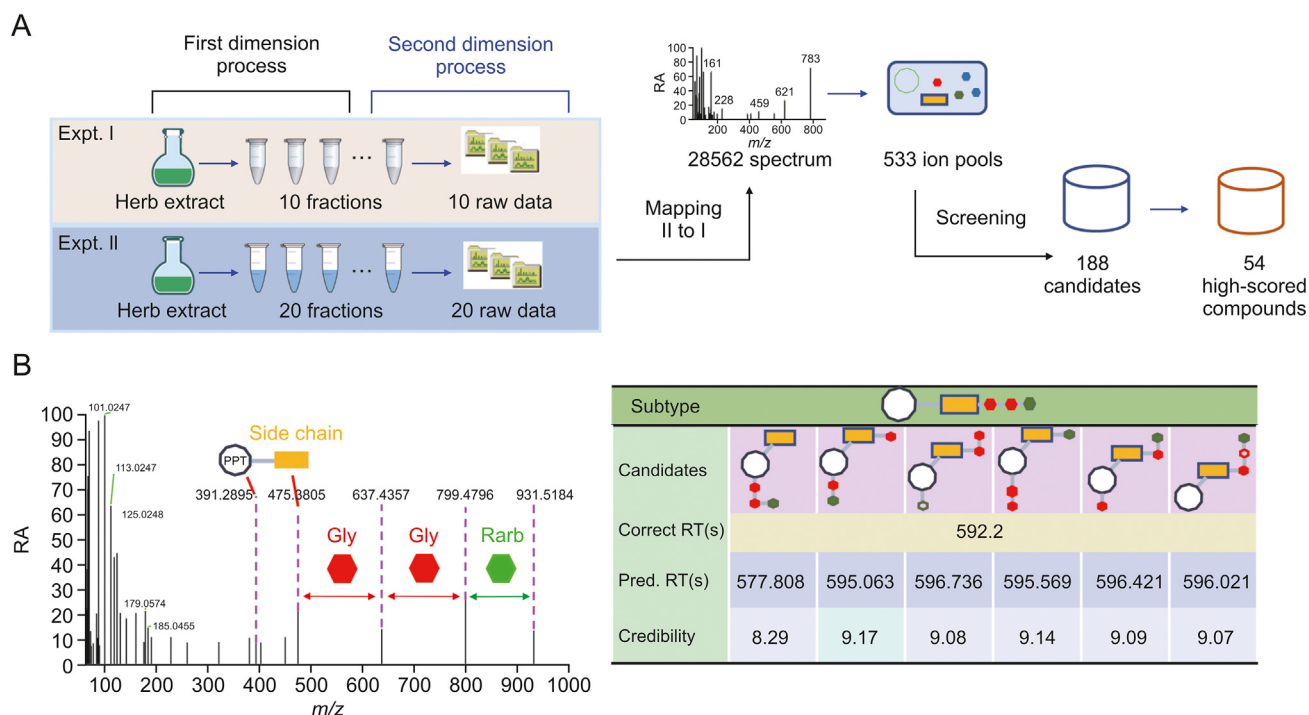 A
First dimension
process
Second dimension
process
Expt. I
Herb extract
10 fractions
...
10 raw data
Expt. II
Herb extract
20 fractions
...
20 raw data
Mapping
II to I
RA
100
80
60
40
20
0
161
228
459
621
783
200 400 600 800
m/z
28562 spectrum
533 ion pools
Screening
188
candidates
54
high-scored
compounds
B
RA
100
90
80
70
60
50
40
30
20
10
0
101.0247
113.0247
125.0248
179.0574
185.0455
PPT
Side chain
391.2895 475.3805 637.4357 799.4796 931.5184
Gly Gly Rarb
100 200 300 400 500 600 700 800 900 1000
m/z
Subtype
Candidates
Correct RT(s) 592.2
Pred. RT(s) 577.808 595.063 596.736 595.569 596.421 596.021
Credibility 8.29 9.17 9.08 9.14 9.09 9.07